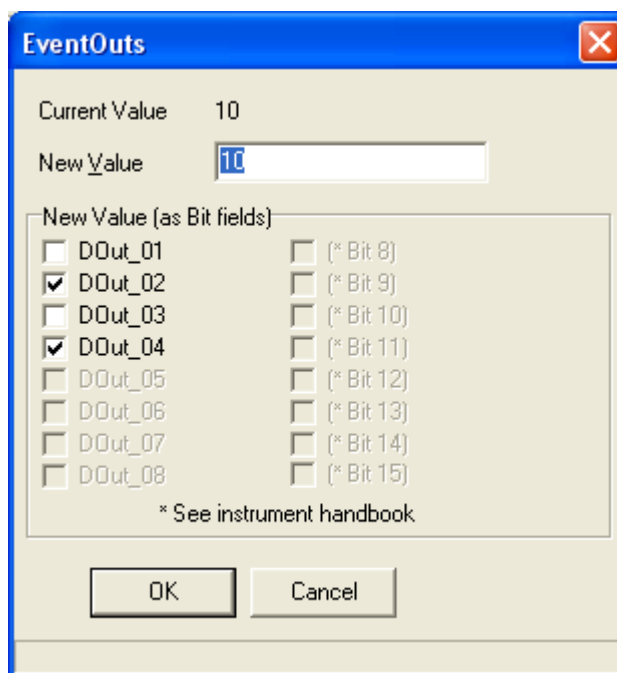 EventOuts
Current Value 10
New Value 10
New Value (as Bit fields)
DOut_01 (* Bit 8)
DOut_02 (* Bit 9)
DOut_03 (* Bit 10)
DOut_04 (* Bit 11)
DOut_05 (* Bit 12)
DOut_06 (* Bit 13)
DOut_07 (* Bit 14)
DOut_08 (* Bit 15)
* See instrument handbook
OK Cancel